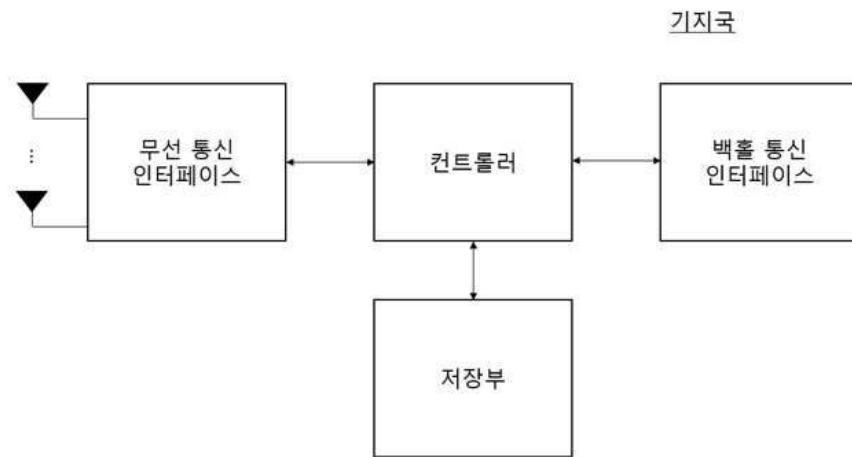 기지국
무선 통신
인터페이스
컨트롤러
백홀 통신
인터페이스
저장부
...